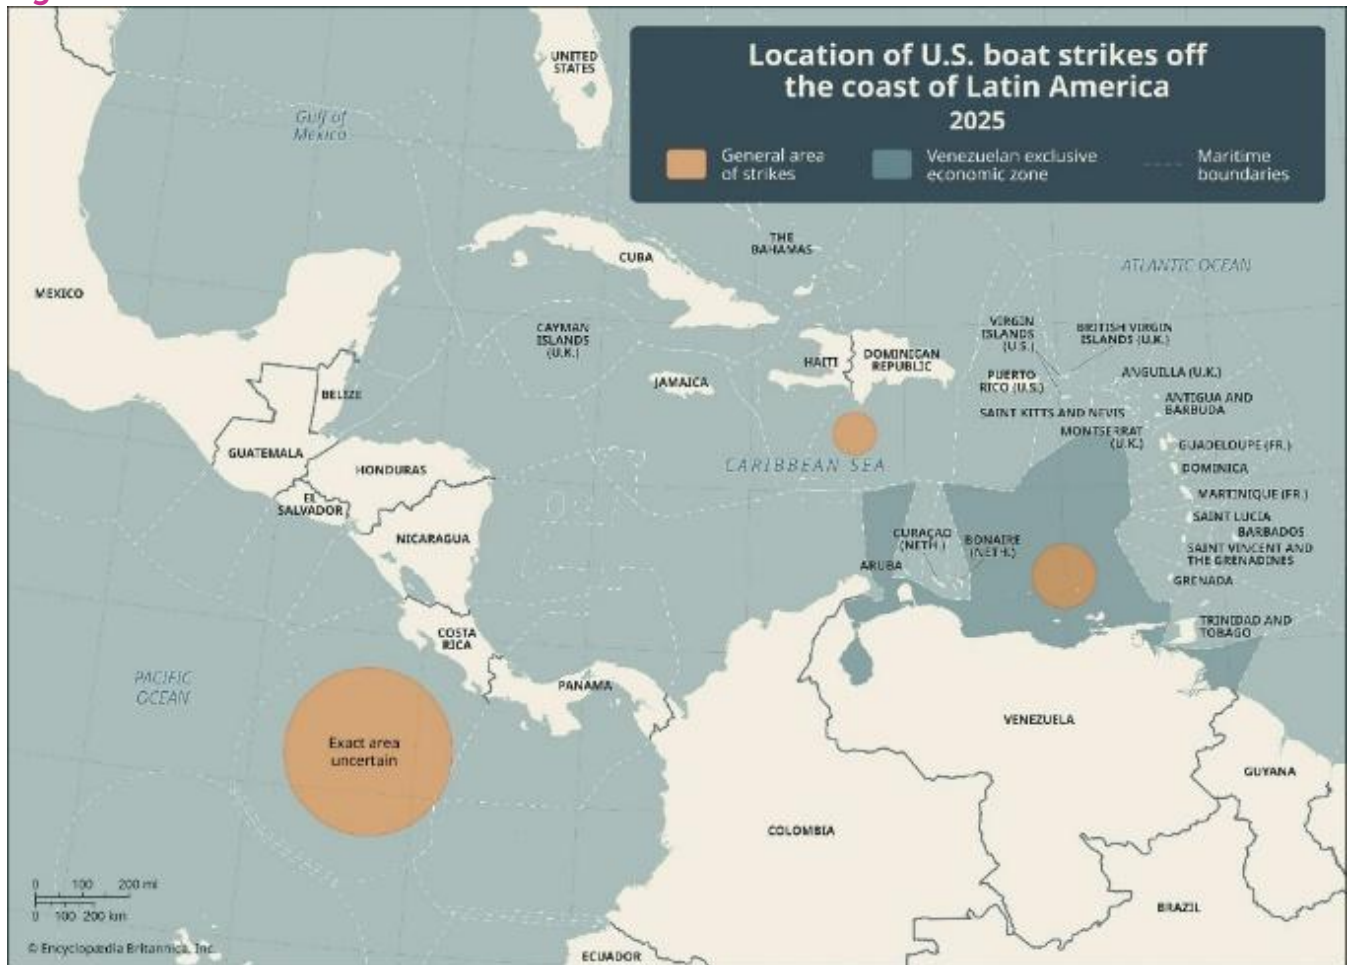 Location of U.S. boat strikes off
the coast of Latin America
2025
General area
of strikes
Venezuelan exclusive
economic zone
Maritime
boundaries
UNITED
STATES
Gulf of
Mexico
THE
BAHAMAS
ATLANTIC OCEAN
CUBA
MEXICO
CAYMAN
ISLANDS
(U.K.)
VIRGIN
ISLANDS
(U.S.)
BRITISH VIRGIN
ISLANDS (U.K.)
HAITI
DOMINICAN
REPUBLIC
JAMAICA
PUERTO
RICO (U.S.)
ANGUILLA (U.K.)
BELIZE
ANTIGUA AND
BARBUDA
SAINT KITTS AND NEVIS
MONTSERRAT
(U.K.)
GUADELOUPE (FR.)
GUATEMALA
HONDURAS
CARIBBEAN SEA
DOMINICA
MARTINIQUE (FR.)
EL
SALVADOR
SAINT LUCIA
BARBADOS
NICARAGUA
CURAÇAO
(NETH.)
BONAIRE
(NETH.)
SAINT VINCENT AND
THE GRENADINES
ARUBA
GRENADA
COSTA
RICA
TRINIDAD AND
TOBAGO
PACIFIC
OCEAN
PANAMA
VENEZUELA
Exact area
uncertain
GUYANA
COLOMBIA
0 100 200 mi
0 100 200 km
BRAZIL
© Encyclopædia Britannica, Inc.
ECUADOR